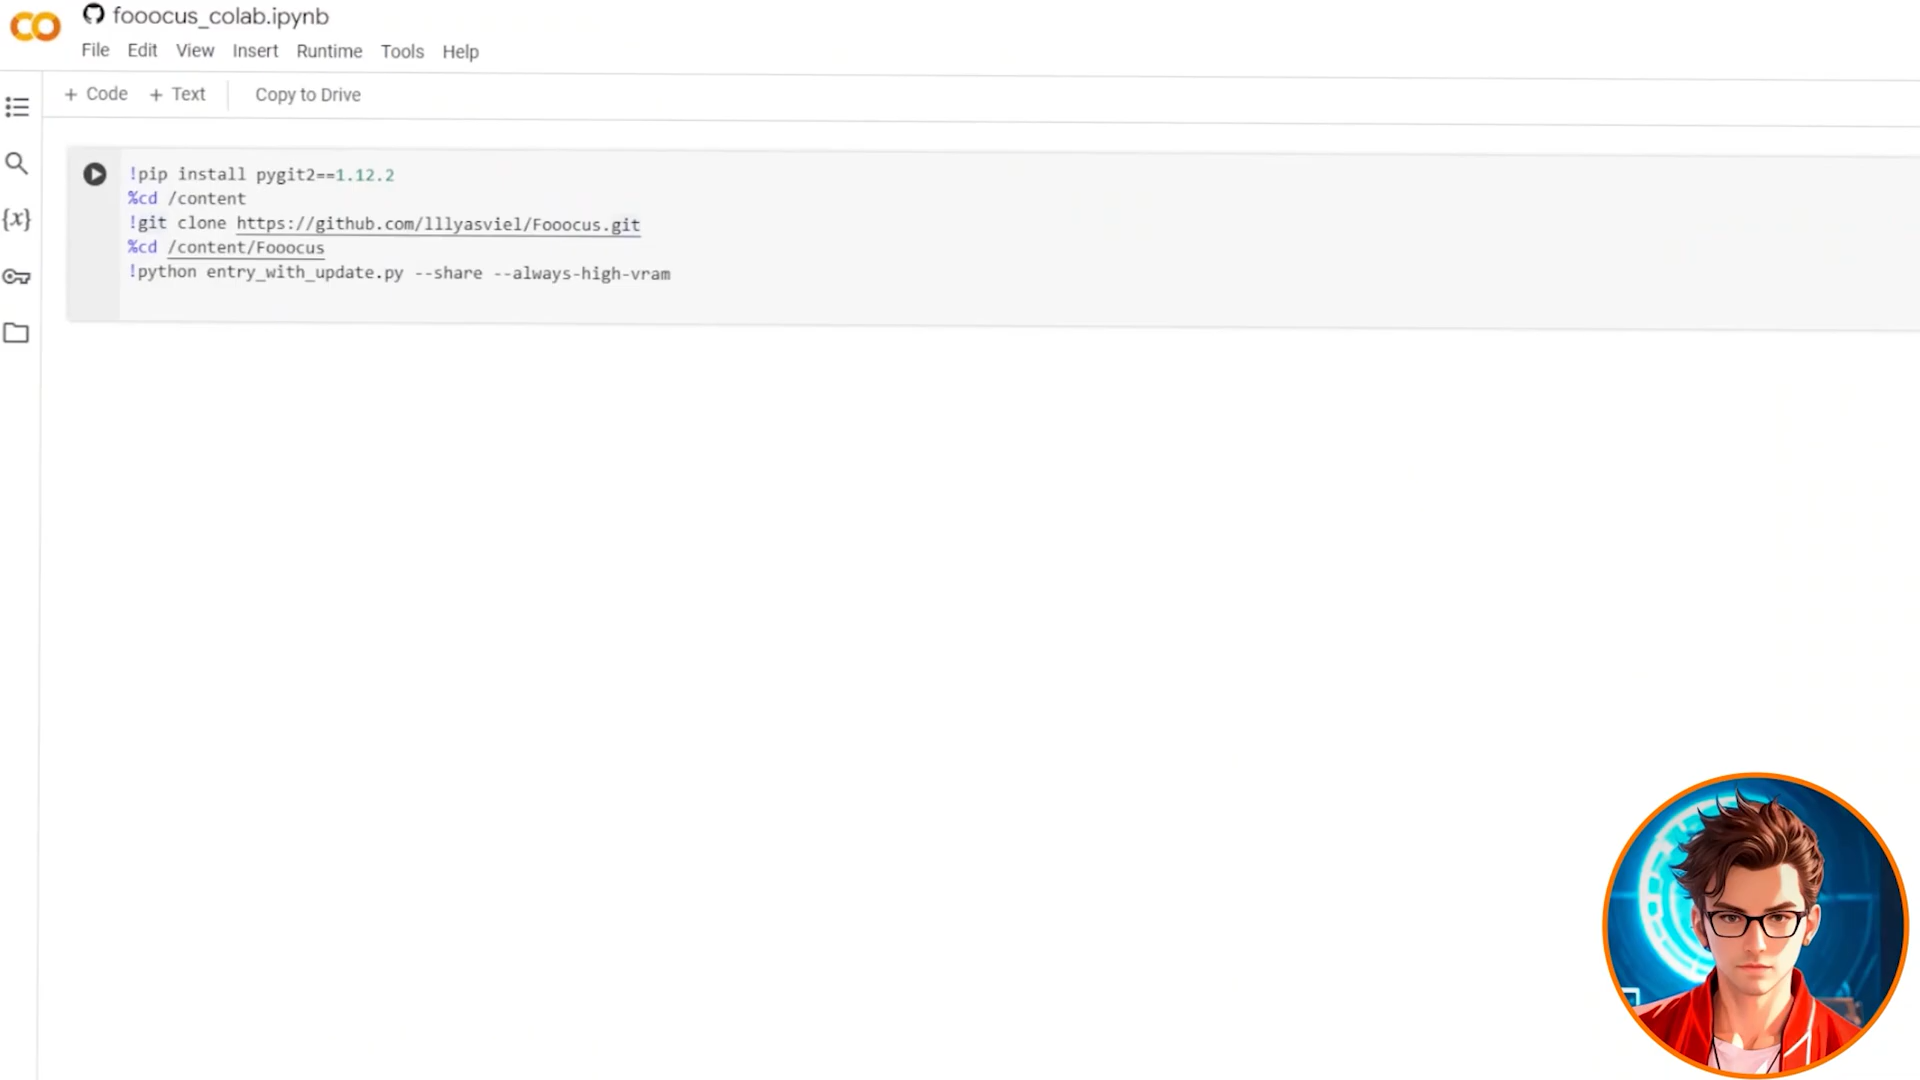 fooocus_colab.ipynb
File Edit View Insert Runtime Tools Help
+ Code + Text Copy to Drive
!pip install pygit2==1.12.2
%cd /content
!git clone https://github.com/lllyasviel/Fooocus.git
%cd /content/Fooocus
!python entry_with_update.py --share --always-high-vram
{x}